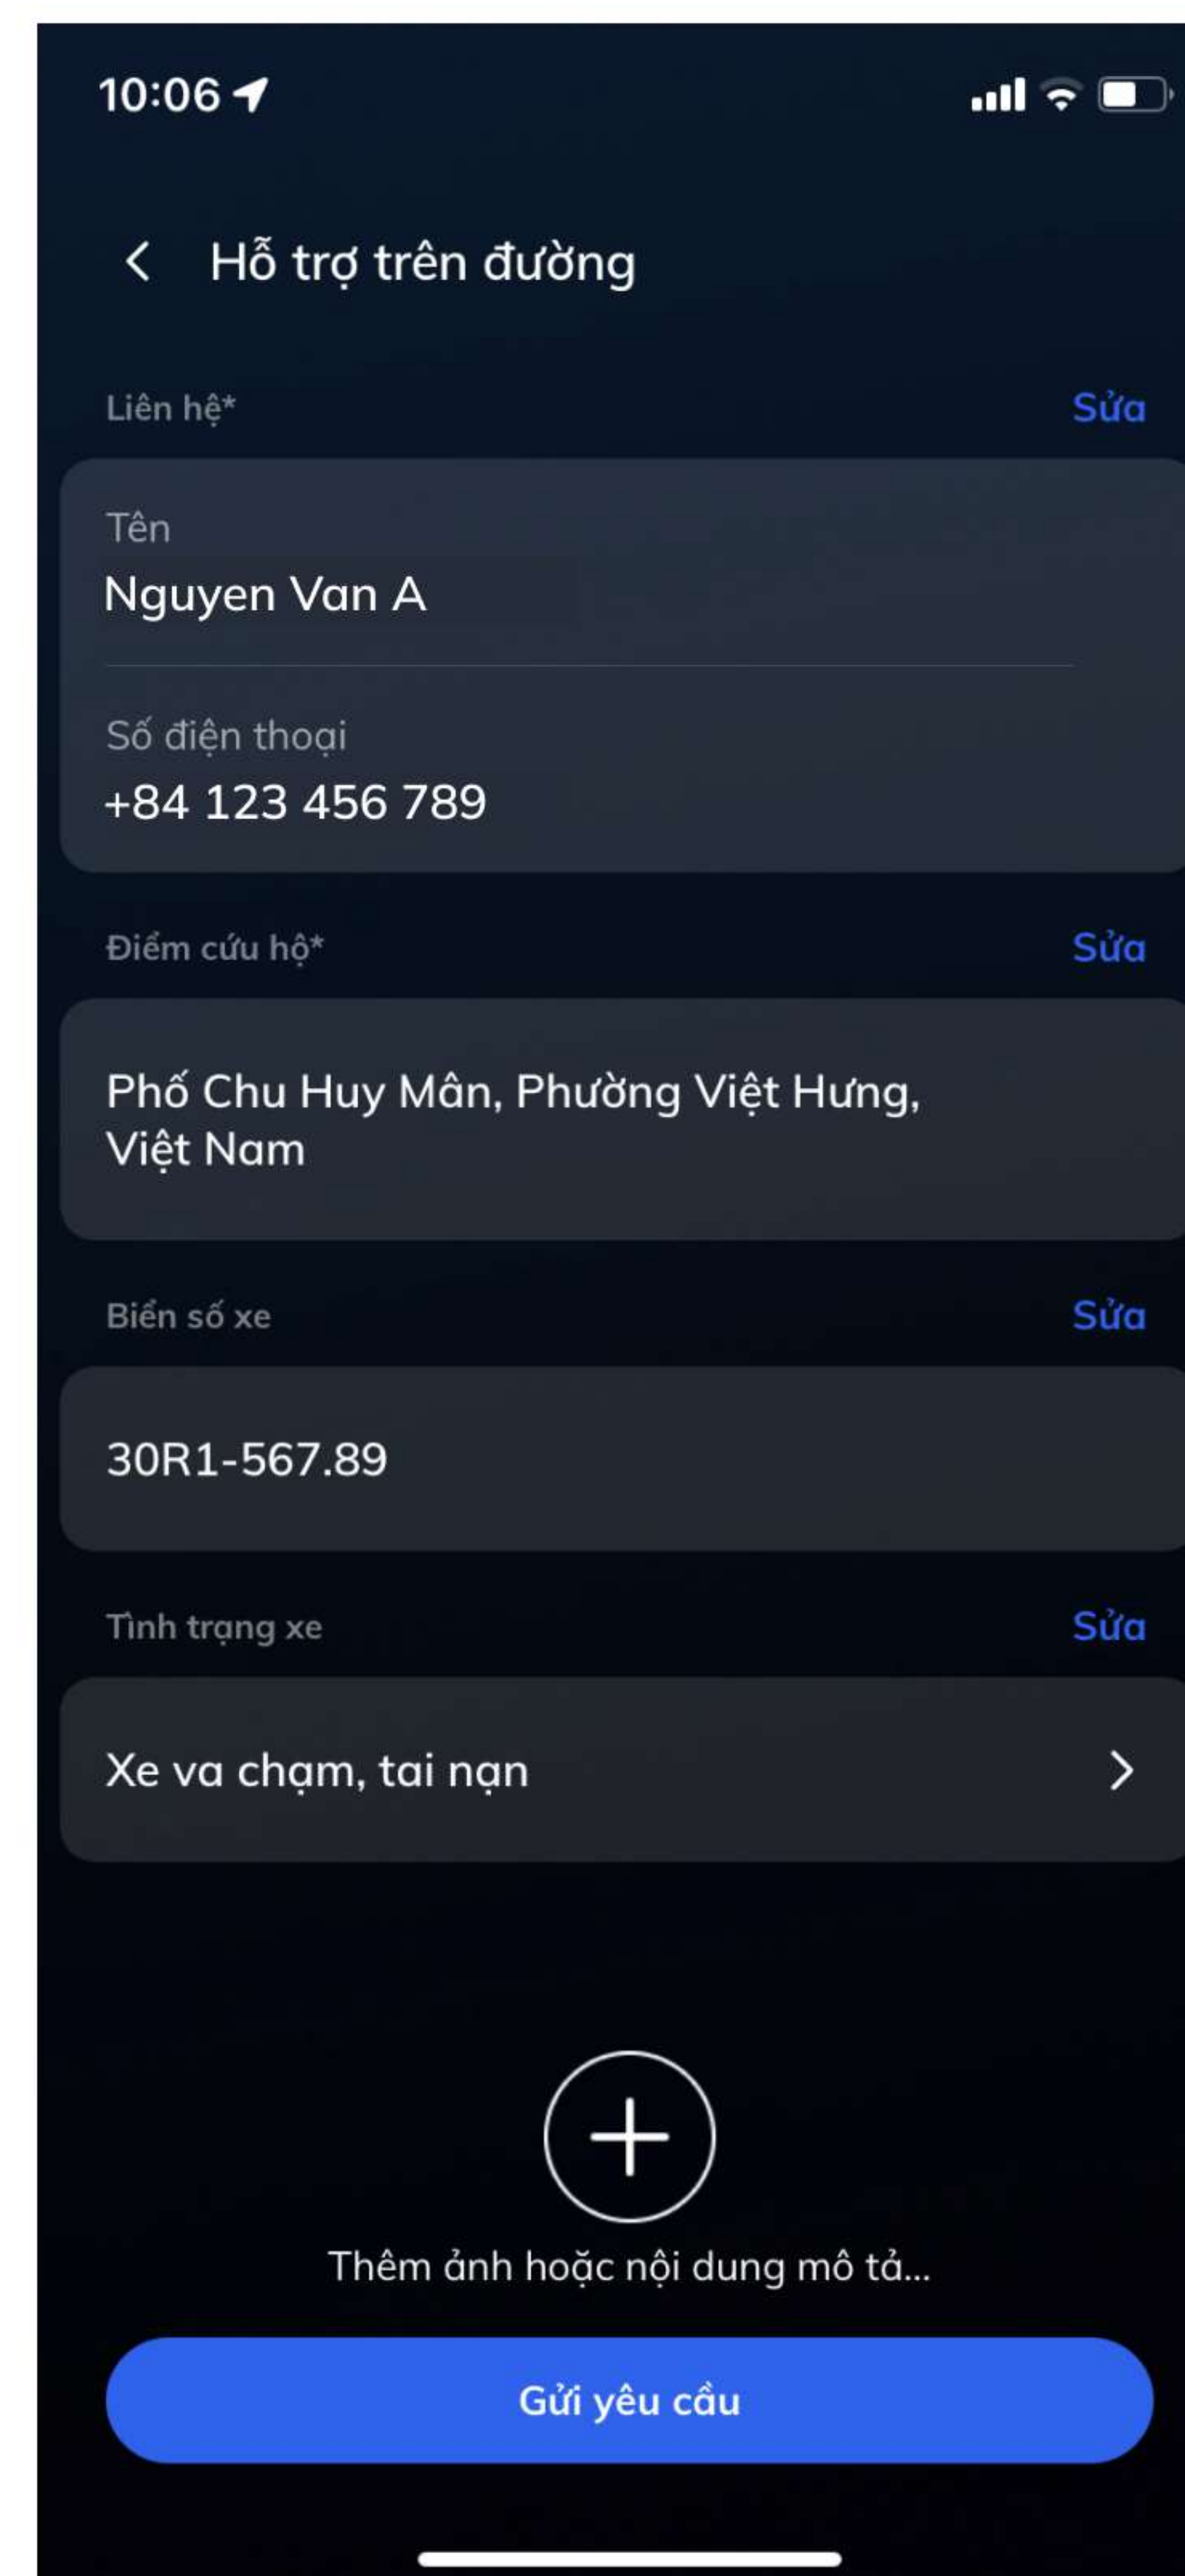 10:06
Hỗ trợ trên đường
Liên hệ* Sửa
Tên
Nguyen Van A
Số điện thoại
+84 123 456 789
Điểm cứu hộ* Sửa
Phố Chu Huy Mân, Phường Việt Hưng,
Việt Nam
Biển số xe Sửa
30R1-567.89
Tình trạng xe Sửa
Xe va chạm, tai nạn
Thêm ảnh hoặc nội dung mô tả...
Gửi yêu cầu